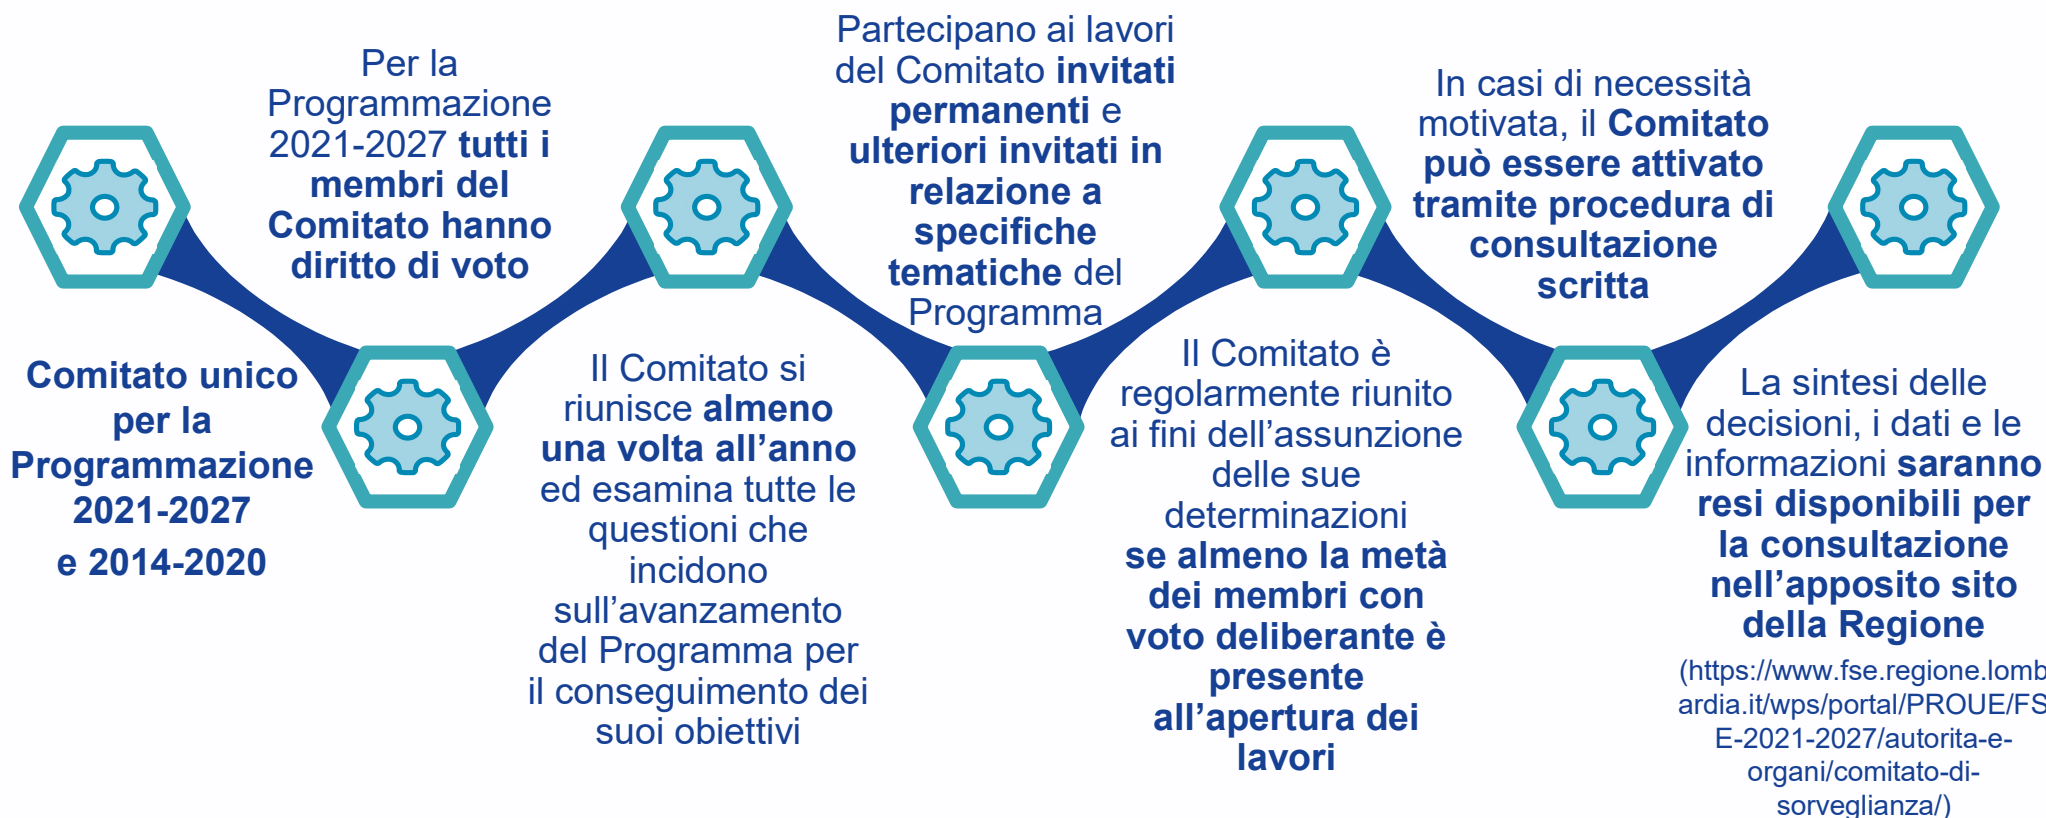 Comitato unico
per la
Programmazione
2021-2027
e 2014-2020
Per la
Programmazione
2021-2027 tutti i
membri del
Comitato hanno
diritto di voto
Il Comitato si
riunisce almeno
una volta all’anno
ed esamina tutte le
questioni che
incidono
sull’avanzamento
del Programma per
il conseguimento dei
suoi obiettivi
Partecipano ai lavori
del Comitato invitati
permanenti e
ulteriori invitati in
relazione a
specifiche
tematiche del
Programma
Il Comitato è
regolarmente riunito
ai fini dell’assunzione
delle sue
determinazioni
se almeno la metà
dei membri con
voto deliberante è
presente
all’apertura dei
lavori
In casi di necessità
motivata, il Comitato
può essere attivato
tramite procedura di
consultazione
scritta
La sintesi delle
decisioni, i dati e le
informazioni saranno
resi disponibili per
la consultazione
nell’apposito sito
della Regione
(https://www.fse.regione.lomb
ardia.it/wps/portal/PROUE/FS
E-2021-2027/autorita-e-
organi/comitato-di-
sorveglianza/)